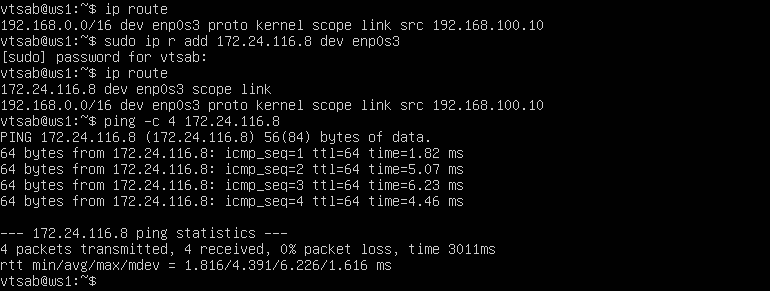 vtsab@ws1:~$ ip route
192.168.0.0/16 dev enp0s3 proto kernel scope link src 192.168.100.10
vtsab@ws1:~$ sudo ip r add 172.24.116.8 dev enp0s3
[sudo] password for vtsab:
vtsab@ws1:~$ ip route
172.24.116.8 dev enp0s3 scope link
192.168.0.0/16 dev enp0s3 proto kernel scope link src 192.168.100.10
vtsab@ws1:~$ ping -c 4 172.24.116.8
PING 172.24.116.8 (172.24.116.8) 56(84) bytes of data.
64 bytes from 172.24.116.8: icmp_seq=1 ttl=64 time=1.82 ms
64 bytes from 172.24.116.8: icmp_seq=2 ttl=64 time=5.07 ms
64 bytes from 172.24.116.8: icmp_seq=3 ttl=64 time=6.23 ms
64 bytes from 172.24.116.8: icmp_seq=4 ttl=64 time=4.46 ms

--- 172.24.116.8 ping statistics ---
4 packets transmitted, 4 received, 0% packet loss, time 3011ms
rtt min/avg/max/mdev = 1.816/4.391/6.226/1.616 ms
vtsab@ws1:~$